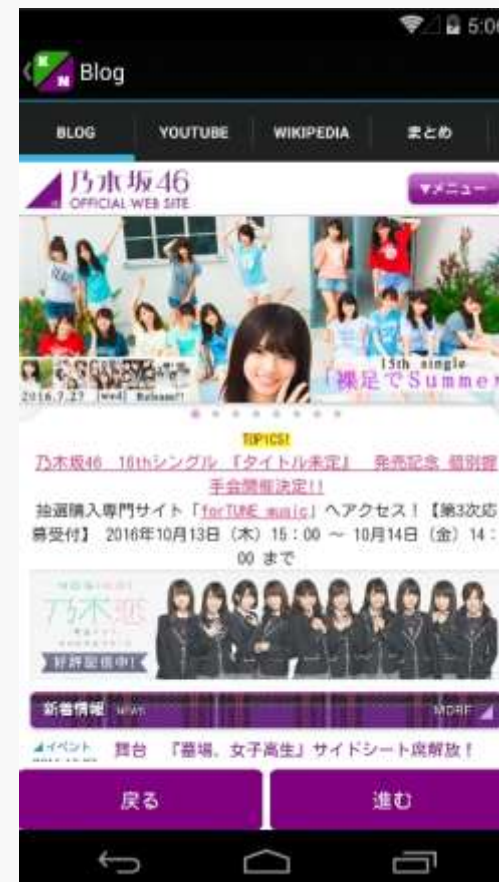 5:06
Blog
BLOG YOUTUBE WIKIPEDIA まとめ
乃木坂46
OFFICIAL WEB SITE
▼メニュー
15th single
「裸足でSummer
2016.7.27 [wed] Release!!
TOPICS!
乃木坂46 16thシングル 『タイトル未定』 発売記念 個別握
手会開催決定!!
抽選購入専門サイト「forTUNE music」へアクセス！【第3次応
募受付】 2016年10月13日（木）15：00 ～ 10月14日（金）14：
00 まで
乃木恋
好評配信中!
新着情報 NEWS MORE
イベント 舞台 『墓場、女子高生』サイドシート席解放！
戻る 進む